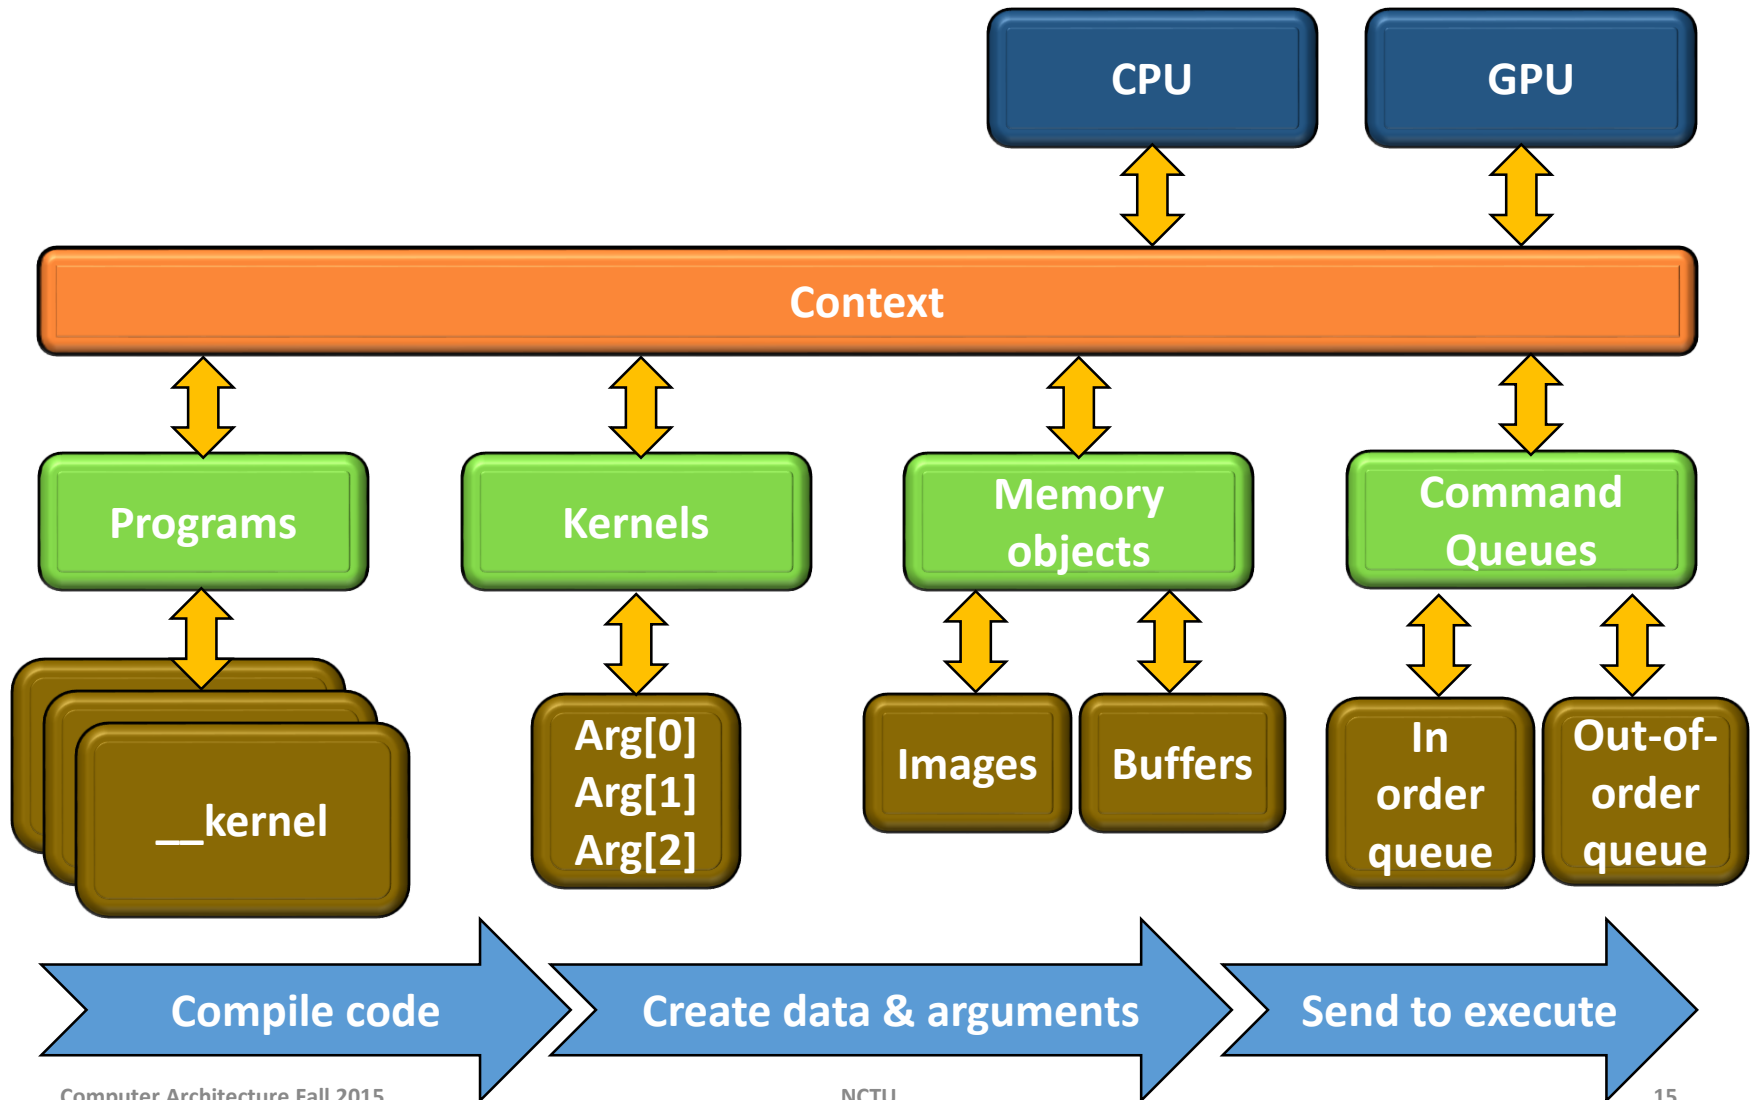 CPU
GPU
Context
Programs
Kernels
Memory
objects
Command
Queues
__kernel
Arg[0]
Arg[1]
Arg[2]
Images
Buffers
In
order
queue
Out-of-
order
queue
Compile code
Create data & arguments
Send to execute
Computer Architecture Fall 2015
NCTU
15